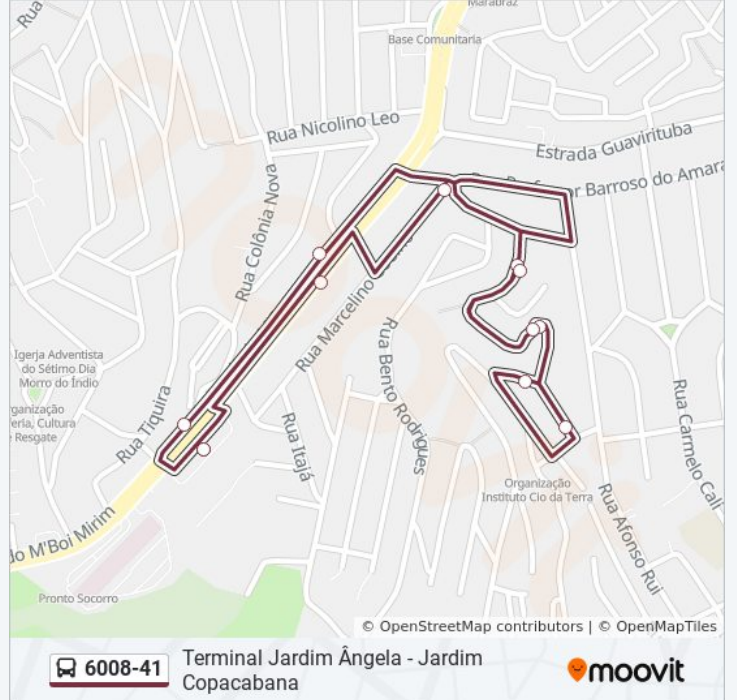 Marabraz
Rua
Base Comunitaria
Rua Nicolino Leo
Estrada Guavirituba
Barroso do Amara
Rua Colônia Nova
Rua Marcelino
Igerja Adventista
do Sétimo Dia
Morro do Índio
Rua Bento Rodrigues
Rua Carmelo Cali
Rua Tiquira
Rua Itajá
e Resgate
Organização
Instituto Cio da Terra
Rua Afonso Rui
do M'Boi Mirim
Pronto Socorro
© OpenStreetMap contributors | © OpenMapTiles
6008-41
Terminal Jardim Ângela - Jardim
Copacabana
moovit